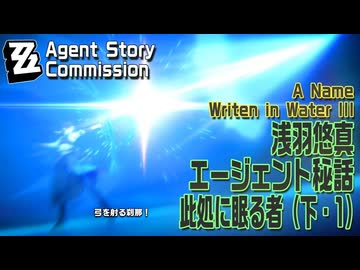 Agent Story
Commission
A Name
Writen in Water III
浅羽悠真
エージェント秘話
此処に眠る者（下・1）
弓を射る刹那！